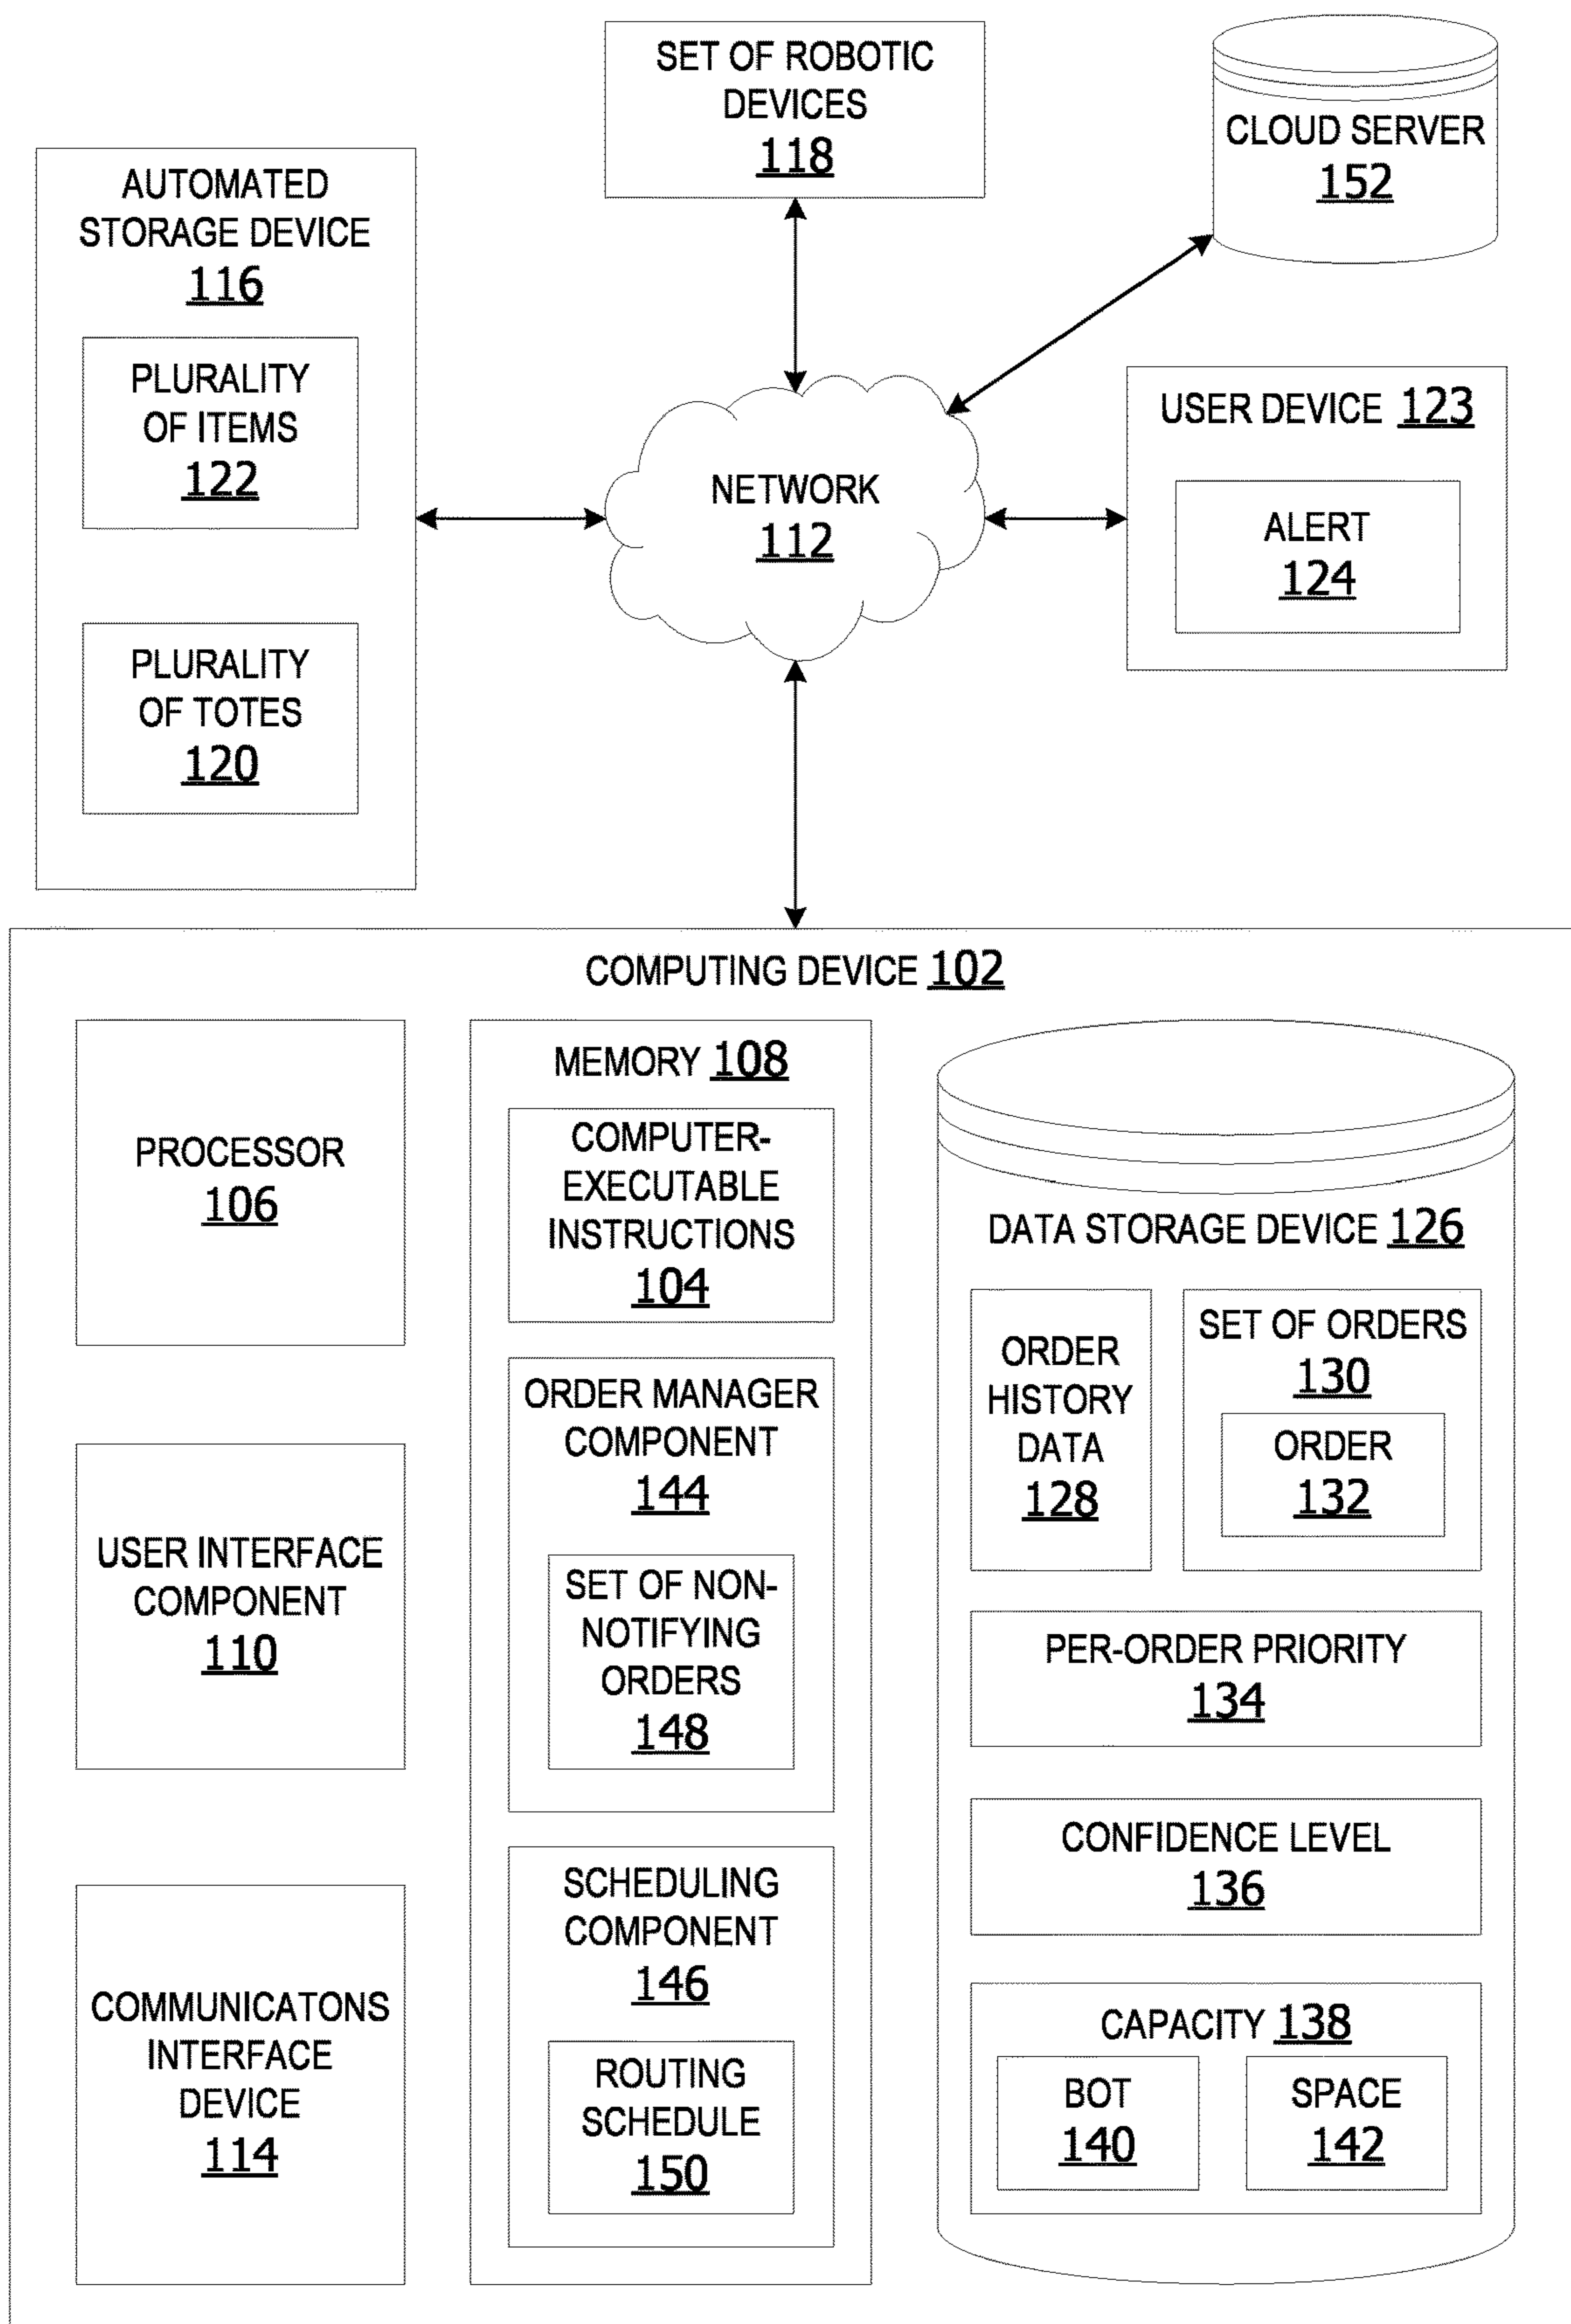 SET OF ROBOTIC
DEVICES
118
CLOUD SERVER
152
AUTOMATED
STORAGE DEVICE
116
PLURALITY
OF ITEMS
122
PLURALITY
OF TOTES
120
NETWORK
112
USER DEVICE 123
ALERT
124
COMPUTING DEVICE 102
PROCESSOR
106
USER INTERFACE
COMPONENT
110
COMMUNICATONS
INTERFACE
DEVICE
114
MEMORY 108
COMPUTER-
EXECUTABLE
INSTRUCTIONS
104
ORDER MANAGER
COMPONENT
144
SET OF NON-
NOTIFYING
ORDERS
148
SCHEDULING
COMPONENT
146
ROUTING
SCHEDULE
150
DATA STORAGE DEVICE 126
ORDER
HISTORY
DATA
128
SET OF ORDERS
130
ORDER
132
PER-ORDER PRIORITY
134
CONFIDENCE LEVEL
136
CAPACITY 138
BOT
140
SPACE
142